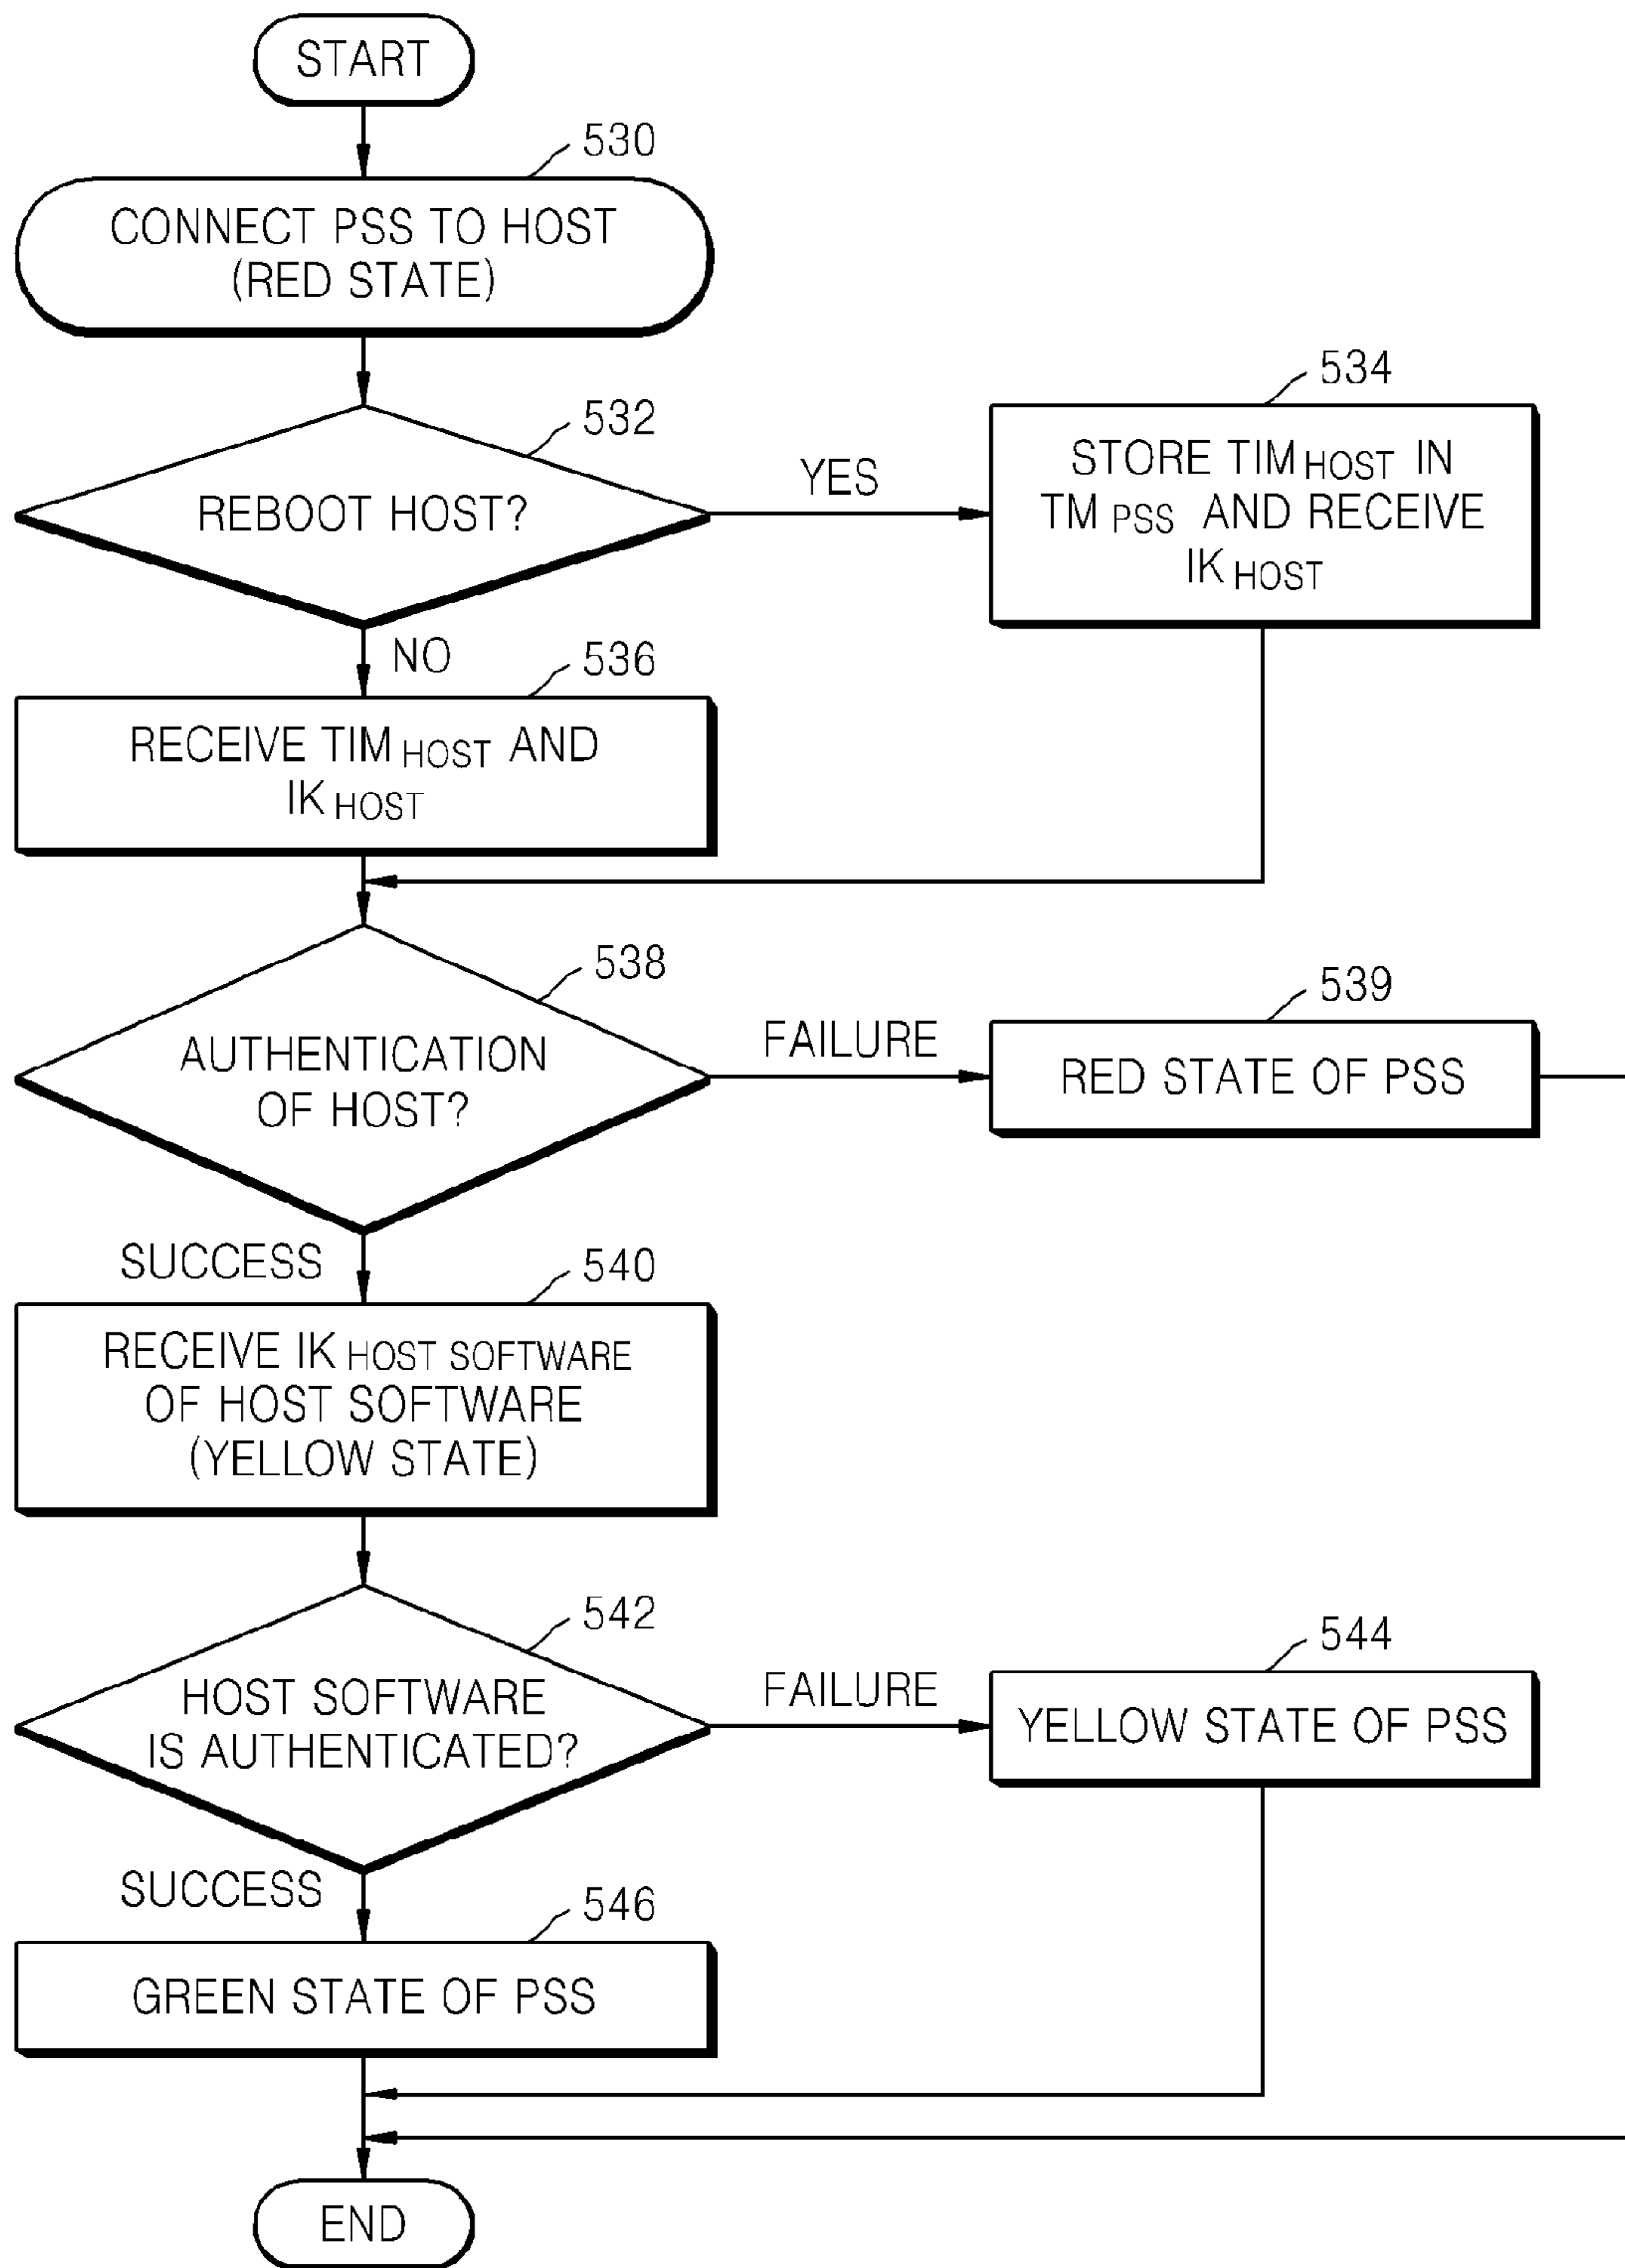 START
530
CONNECT PSS TO HOST
(RED STATE)
532
REBOOT HOST?
YES
534
STORE TIM HOST IN
TM PSS AND RECEIVE
IK HOST
NO
536
RECEIVE TIM HOST AND
IK HOST
538
AUTHENTICATION
OF HOST?
FAILURE
539
RED STATE OF PSS
SUCCESS
540
RECEIVE IK HOST SOFTWARE
OF HOST SOFTWARE
(YELLOW STATE)
542
HOST SOFTWARE
IS AUTHENTICATED?
FAILURE
544
YELLOW STATE OF PSS
SUCCESS
546
GREEN STATE OF PSS
END